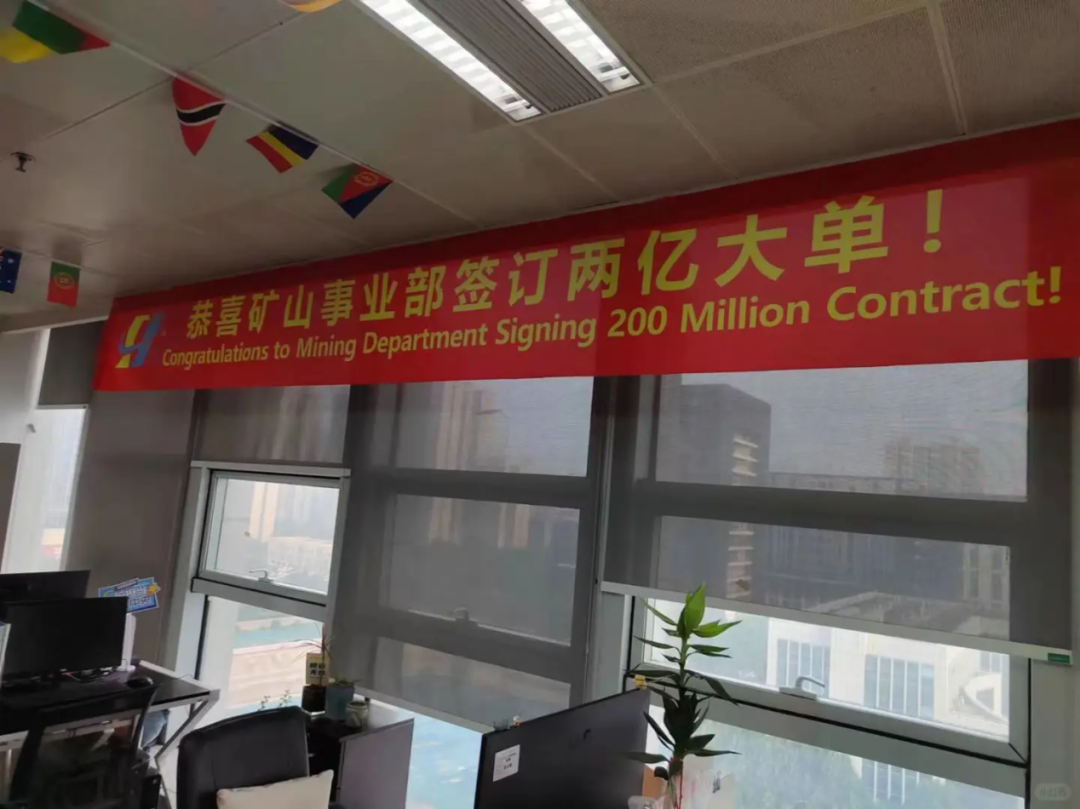 恭喜矿山事业部签订两亿大单！
Congratulations to Mining Department Signing 200 Million Contract!